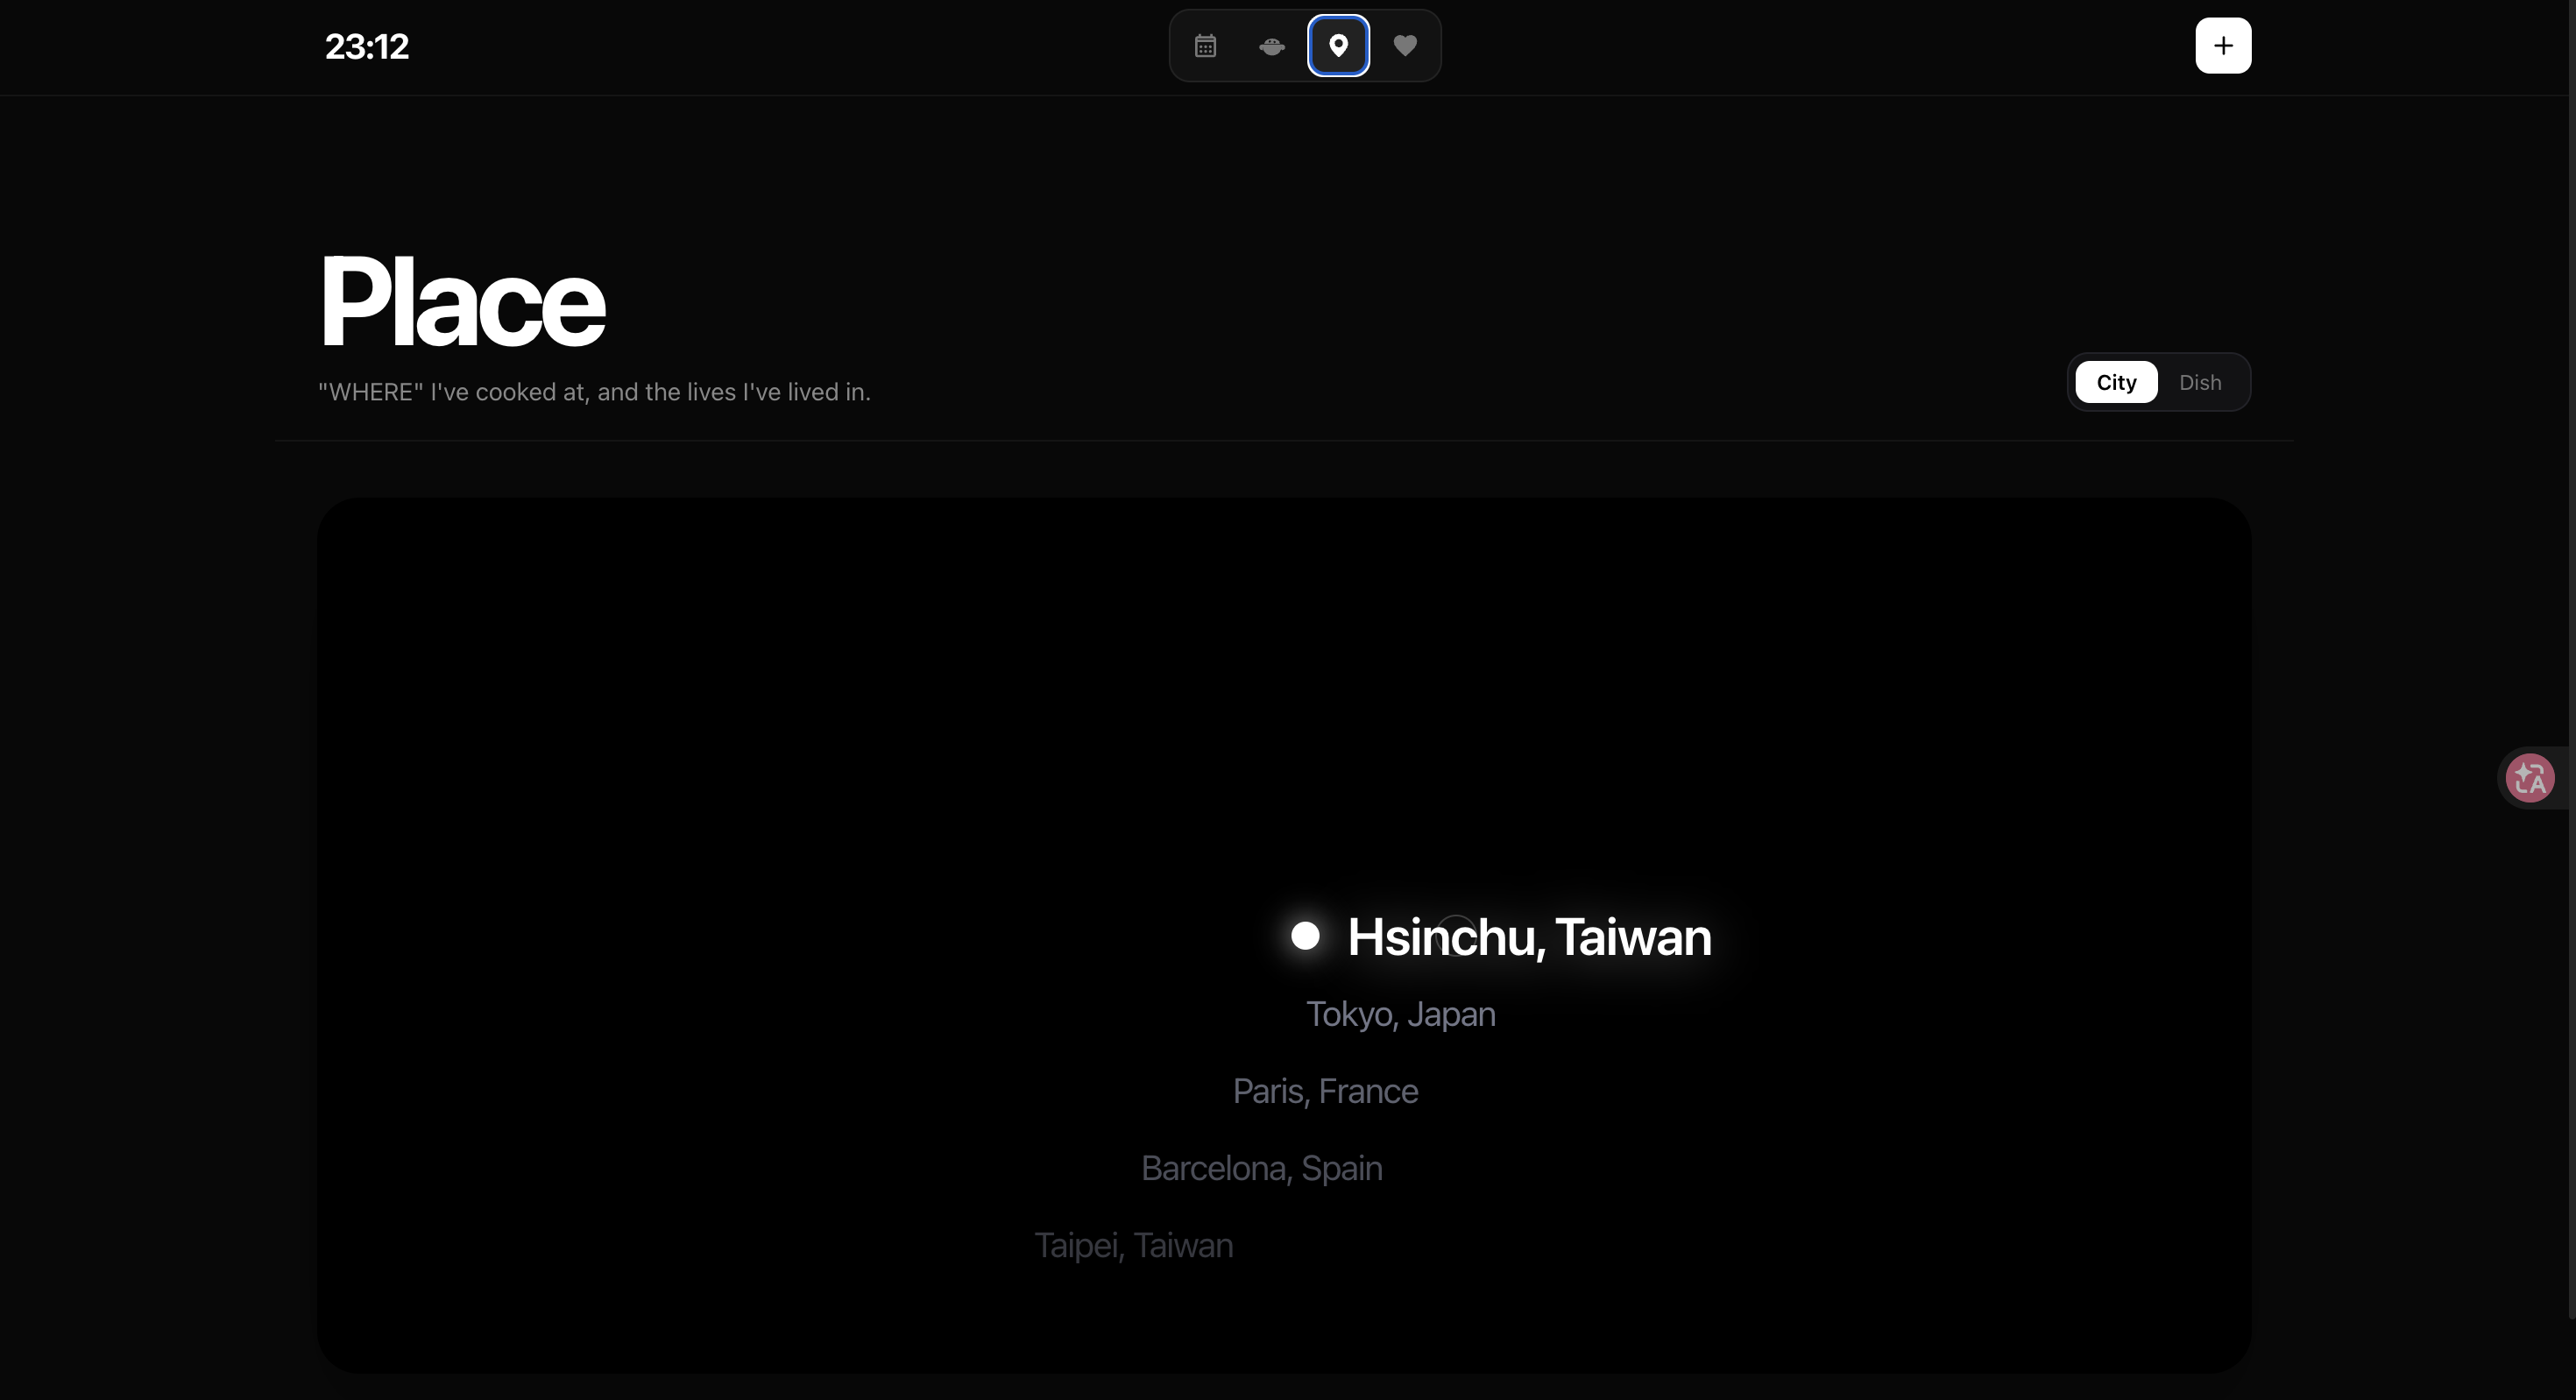 23:12
Place
"WHERE" I've cooked at, and the lives I've lived in.
City
Dish
Hsinchu, Taiwan
Tokyo, Japan
Paris, France
Barcelona, Spain
Taipei, Taiwan